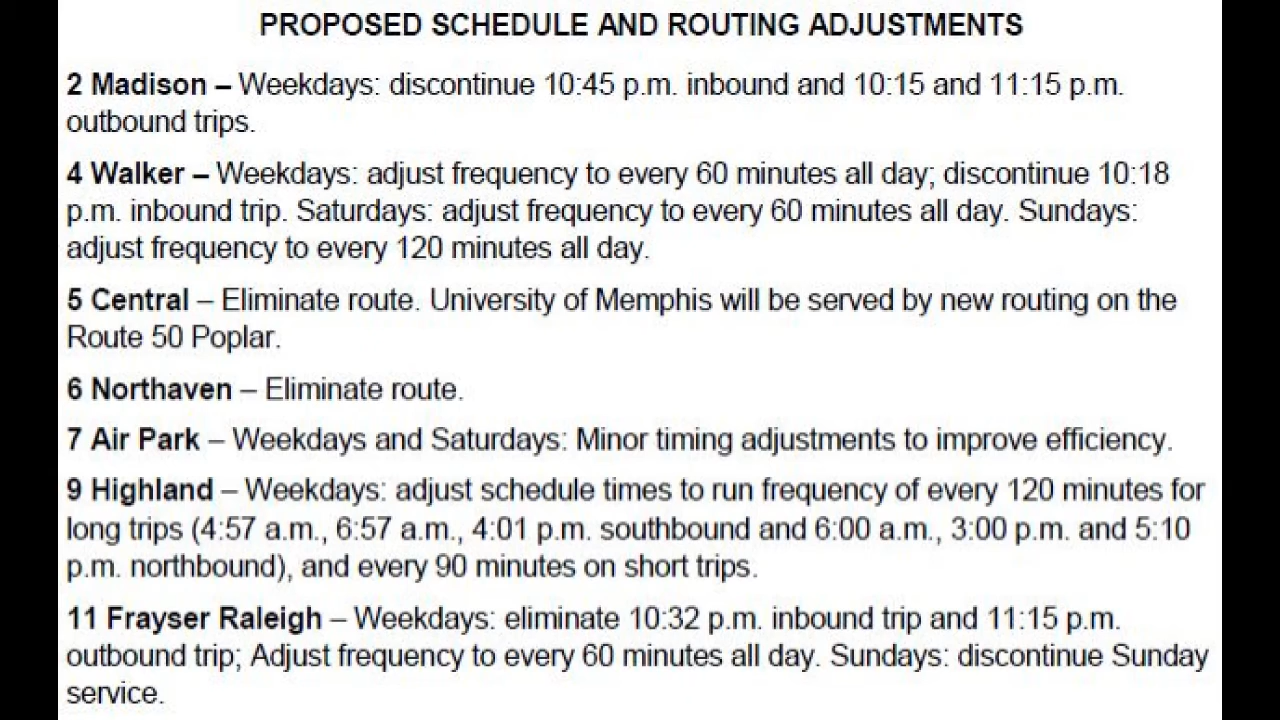 PROPOSED SCHEDULE AND ROUTING ADJUSTMENTS
2 Madison – Weekdays: discontinue 10:45 p.m. inbound and 10:15 and 11:15 p.m.
outbound trips.
4 Walker – Weekdays: adjust frequency to every 60 minutes all day; discontinue 10:18
p.m. inbound trip. Saturdays: adjust frequency to every 60 minutes all day. Sundays:
adjust frequency to every 120 minutes all day.
5 Central – Eliminate route. University of Memphis will be served by new routing on the
Route 50 Poplar.
6 Northaven – Eliminate route.
7 Air Park – Weekdays and Saturdays: Minor timing adjustments to improve efficiency.
9 Highland – Weekdays: adjust schedule times to run frequency of every 120 minutes for
long trips (4:57 a.m., 6:57 a.m., 4:01 p.m. southbound and 6:00 a.m., 3:00 p.m. and 5:10
p.m. northbound), and every 90 minutes on short trips.
11 Frayser Raleigh – Weekdays: eliminate 10:32 p.m. inbound trip and 11:15 p.m.
outbound trip; Adjust frequency to every 60 minutes all day. Sundays: discontinue Sunday
service.